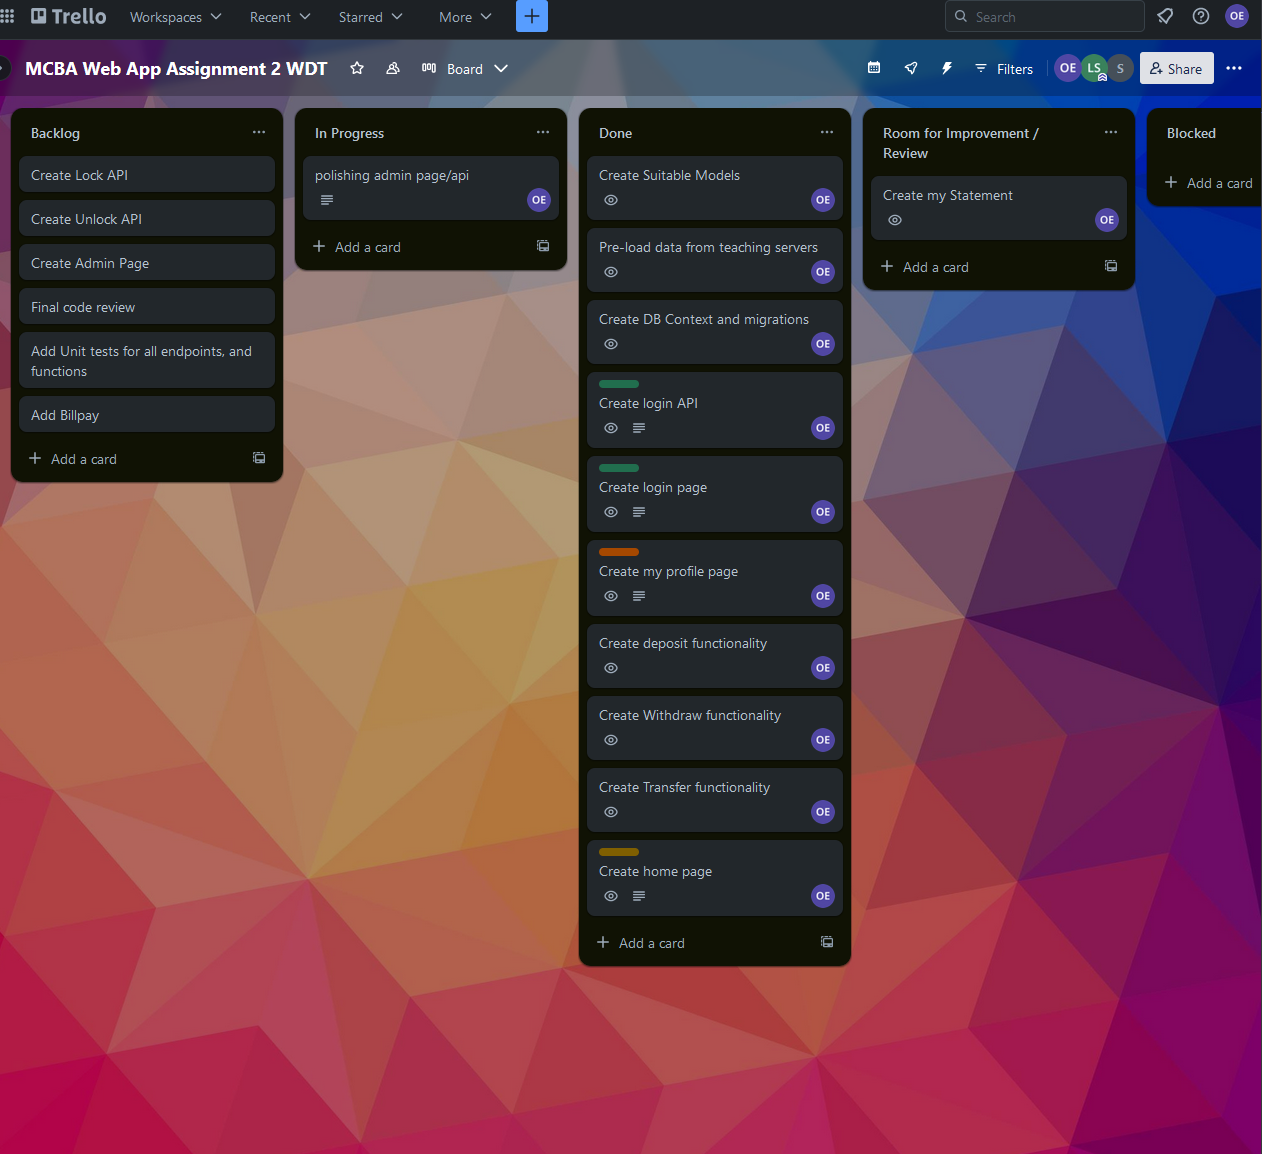 Trello
Workspaces
Recent
Starred
More
Search
OE
MCBA Web App Assignment 2 WDT
Board
Filters
OE
LS
S
Share
Backlog
Create Lock API
Create Unlock API
Create Admin Page
Final code review
Add Unit tests for all endpoints, and
functions
Add Billpay
Add a card
In Progress
polishing admin page/api
OE
Add a card
Done
Create Suitable Models
OE
Pre-load data from teaching servers
OE
Create DB Context and migrations
OE
Create login API
OE
Create login page
OE
Create my profile page
OE
Create deposit functionality
OE
Create Withdraw functionality
OE
Create Transfer functionality
OE
Create home page
OE
Add a card
Room for Improvement /
Review
Create my Statement
OE
Add a card
Blocked
Add a card